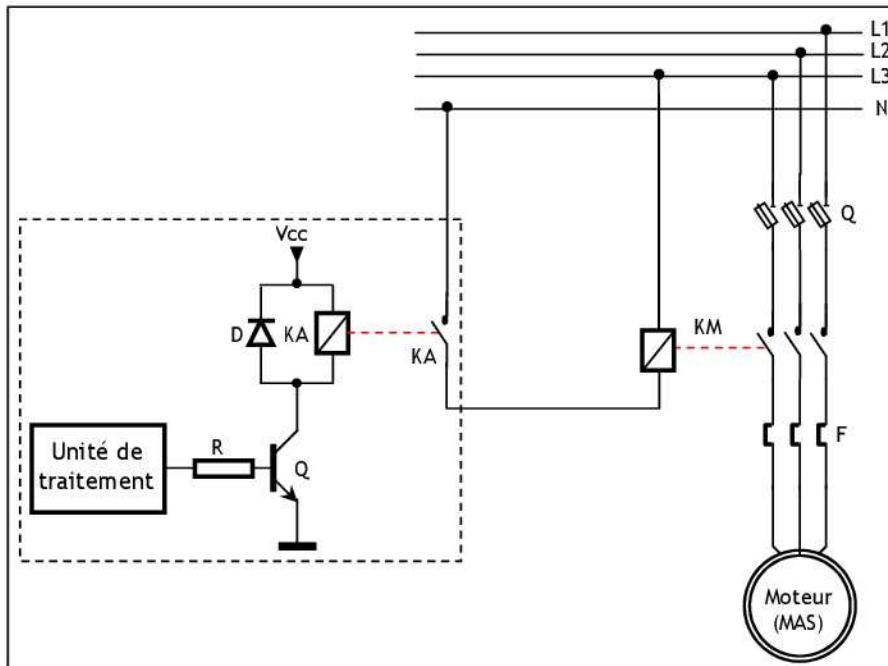 L1
L2
L3
N
Q
Vcc
D
KA
KA
KM
F
R
Q
Unité de
traitement
Moteur
(MAS)